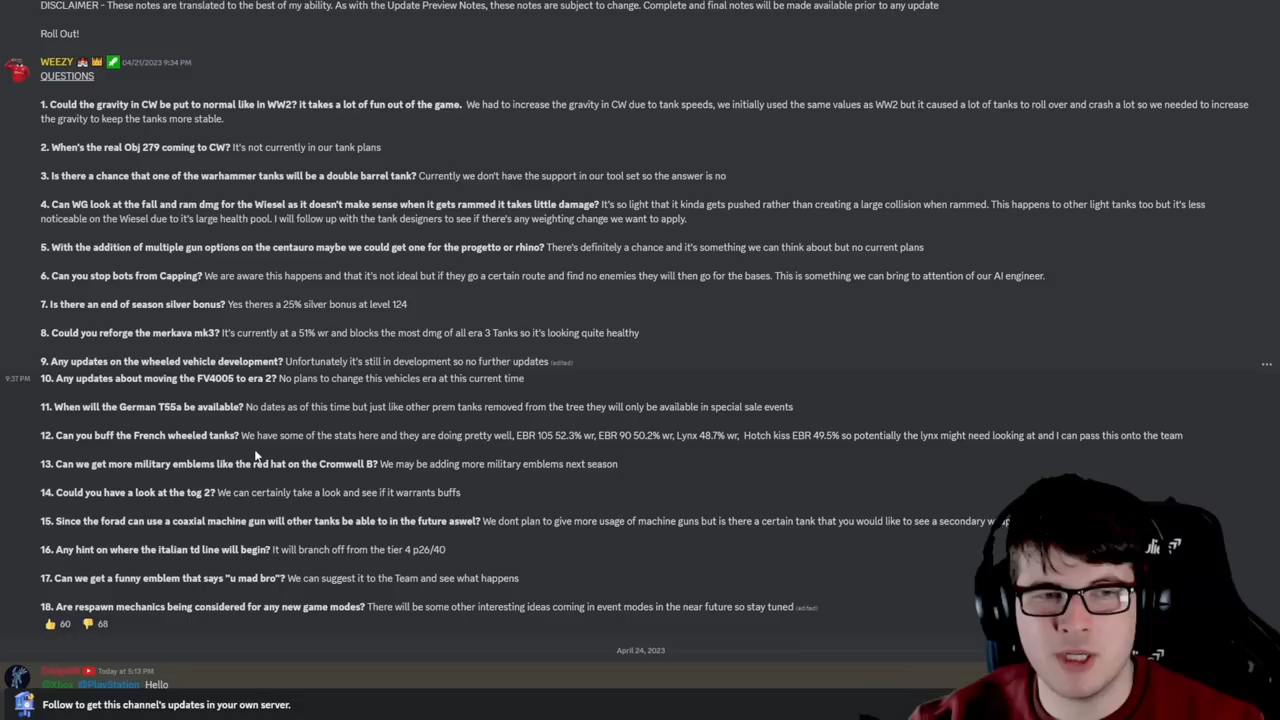 DISCLAIMER - These notes are translated to the best of my ability. As with the Update Preview Notes, these notes are subject to change. Complete and final notes will be made available prior to any update
Roll Out!
WEEZY 04/21/2023 9:34 PM
QUESTIONS
1. Could the gravity in CW be put to normal like in WW2? it takes a lot of fun out of the game. We had to increase the gravity in CW due to tank speeds, we initially used the same values as WW2 but it caused a lot of tanks to roll over and crash a lot so we needed to increase
the gravity to keep the tanks more stable.
2. When's the real Obj 279 coming to CW? It's not currently in our tank plans
3. Is there a chance that one of the warhammer tanks will be a double barrel tank? Currently we don't have the support in our tool set so the answer is no
4. Can WG look at the fall and ram dmg for the Wiesel as it doesn't make sense when it gets rammed it takes little damage? It's so light that it kinda gets pushed rather than creating a large collision when rammed. This happens to other light tanks too but it's less
noticeable on the Wiesel due to it's large health pool. I will follow up with the tank designers to see if there's any weighting change we want to apply.
5. With the addition of multiple gun options on the centauro maybe we could get one for the progetto or rhino? There's definitely a chance and it's something we can think about but no current plans
6. Can you stop bots from Capping? We are aware this happens and that it's not ideal but if they go a certain route and find no enemies they will then go for the bases. This is something we can bring to attention of our AI engineer.
7. Is there an end of season silver bonus? Yes theres a 25% silver bonus at level 124
8. Could you reforge the merkava mk3? It's currently at a 51% wr and blocks the most dmg of all era 3 Tanks so it's looking quite healthy
9. Any updates on the wheeled vehicle development? Unfortunately it's still in development so no further updates (edited)
9:37 PM 10. Any updates about moving the FV4005 to era 2? No plans to change this vehicles era at this current time
11. When will the German T55a be available? No dates as of this time but just like other prem tanks removed from the tree they will only be available in special sale events
12. Can you buff the French wheeled tanks? We have some of the stats here and they are doing pretty well, EBR 105 52.3% wr, EBR 90 50.2% wr, Lynx 48.7% wr, Hotch kiss EBR 49.5% so potentially the lynx might need looking at and I can pass this onto the team
13. Can we get more military emblems like the red hat on the Cromwell B? We may be adding more military emblems next season
14. Could you have a look at the tog 2? We can certainly take a look and see if it warrants buffs
15. Since the forad can use a coaxial machine gun will other tanks be able to in the future aswel? We dont plan to give more usage of machine guns but is there a certain tank that you would like to see a secondary
16. Any hint on where the italian td line will begin? It will branch off from the tier 4 p26/40
17. Can we get a funny emblem that says "u mad bro"? We can suggest it to the Team and see what happens
18. Are respawn mechanics being considered for any new game modes? There will be some other interesting ideas coming in event modes in the near future so stay tuned (edited)
60 68
April 24, 2023
Today at 5:13 PM
@Xbox @PlayStation Hello
Follow to get this channel's updates in your own server.